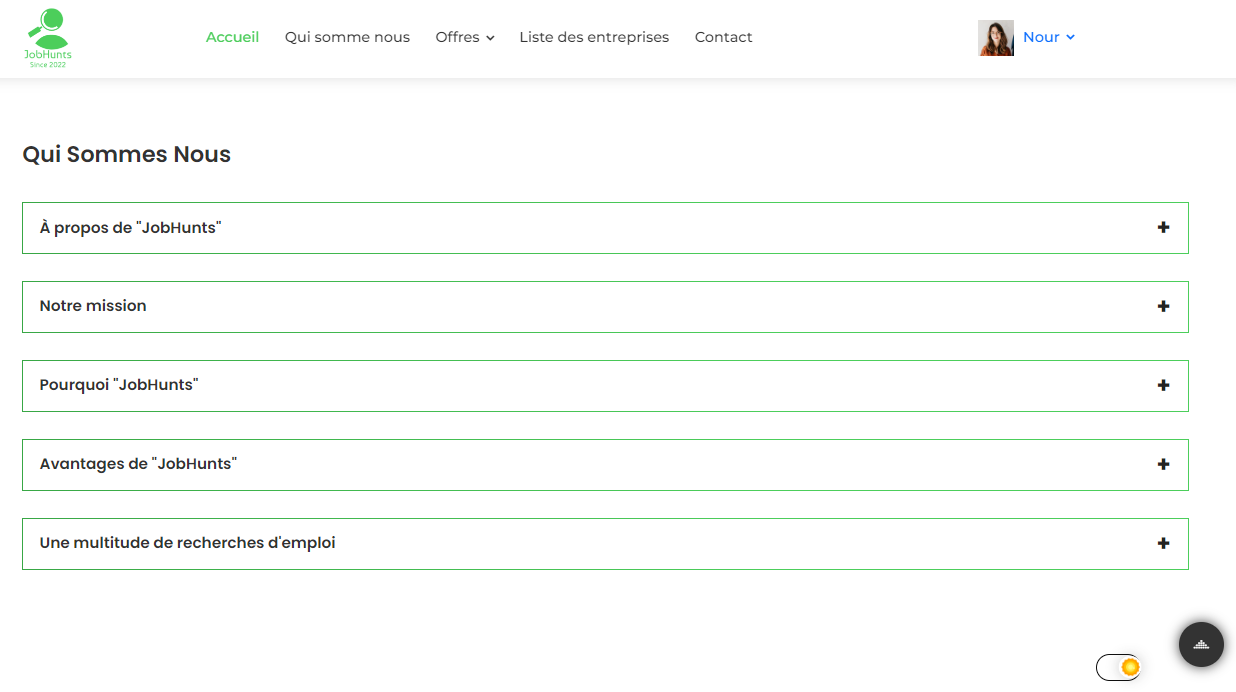 JobHunts
Since 2022
Accueil
Qui somme nous
Offres
Liste des entreprises
Contact
Nour
Qui Sommes Nous
À propos de "JobHunts"
Notre mission
Pourquoi "JobHunts"
Avantages de "JobHunts"
Une multitude de recherches d'emploi